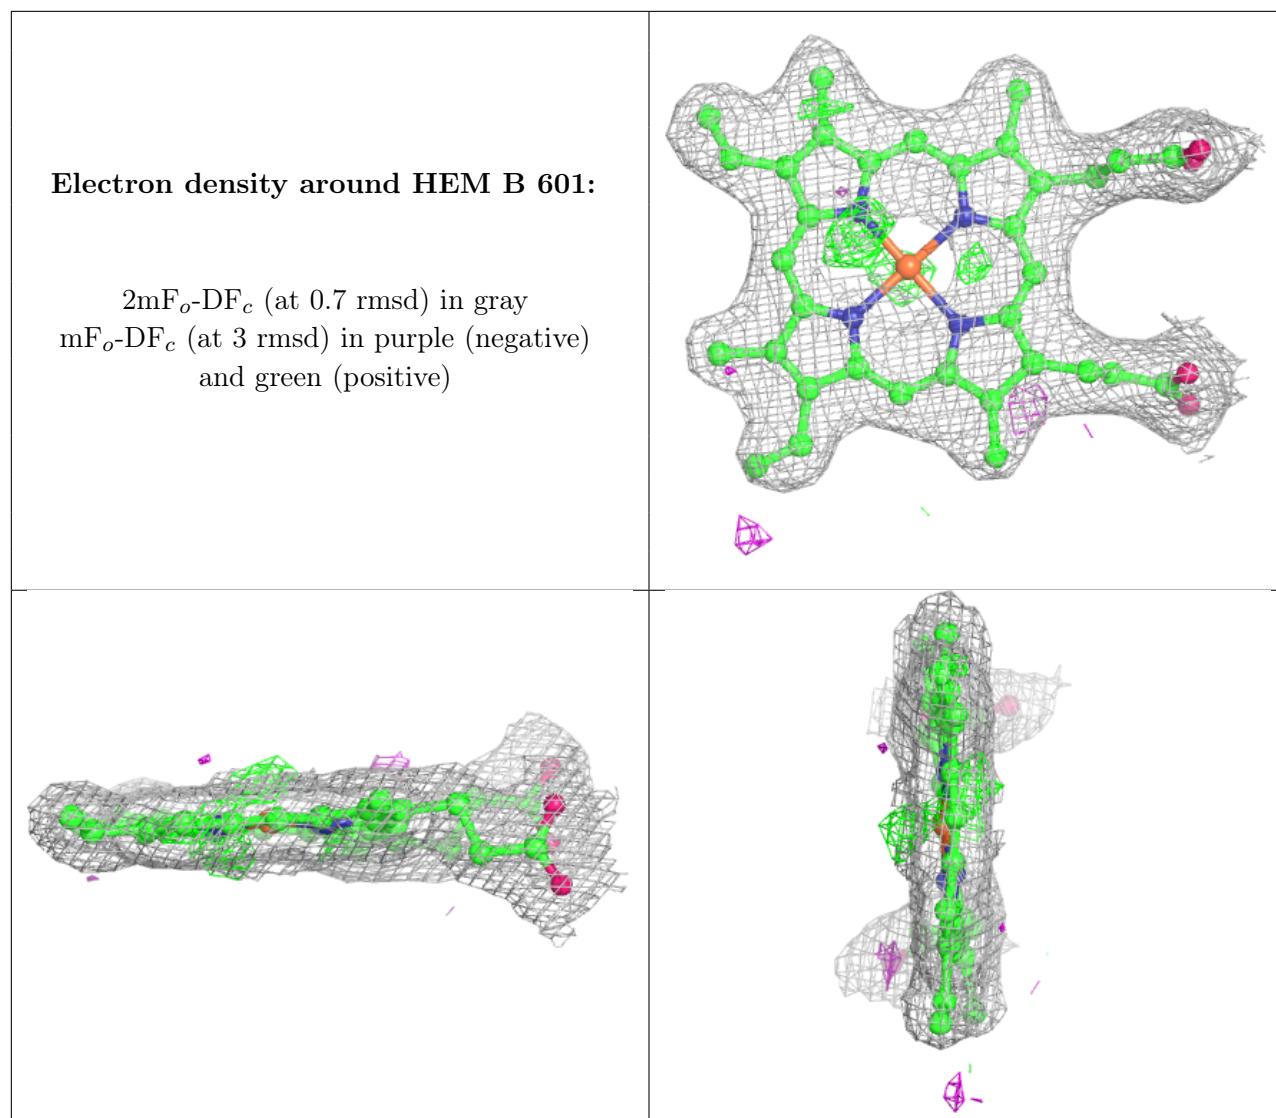 Electron density around HEM B 601:
2mFo-DFc (at 0.7 rmsd) in gray
mFo-DFc (at 3 rmsd) in purple (negative)
and green (positive)